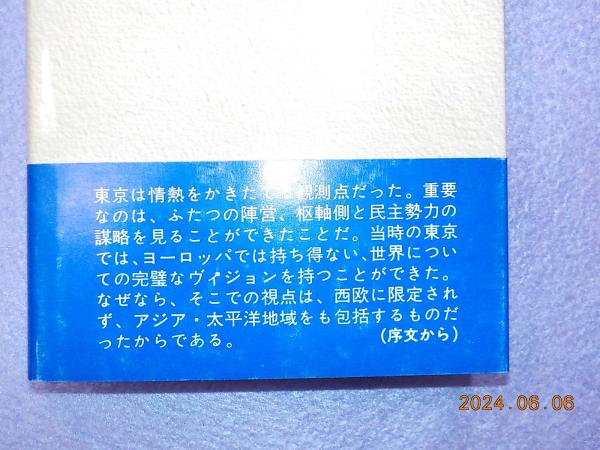 東京は情熱をかきたてる観測点だった。重要
なのは、ふたつの陣営、枢軸側と民主勢力の
謀略を見ることができたことだ。当時の東京
では、ヨーロッパでは持ち得ない、世界につい
ての完璧なヴィジョンを持つことができた。
なぜなら、そこでの視点は、西欧に限定され
ず、アジア・太平洋地域をも包括するものだ
ったからである。
(序文から)
2024.06.06